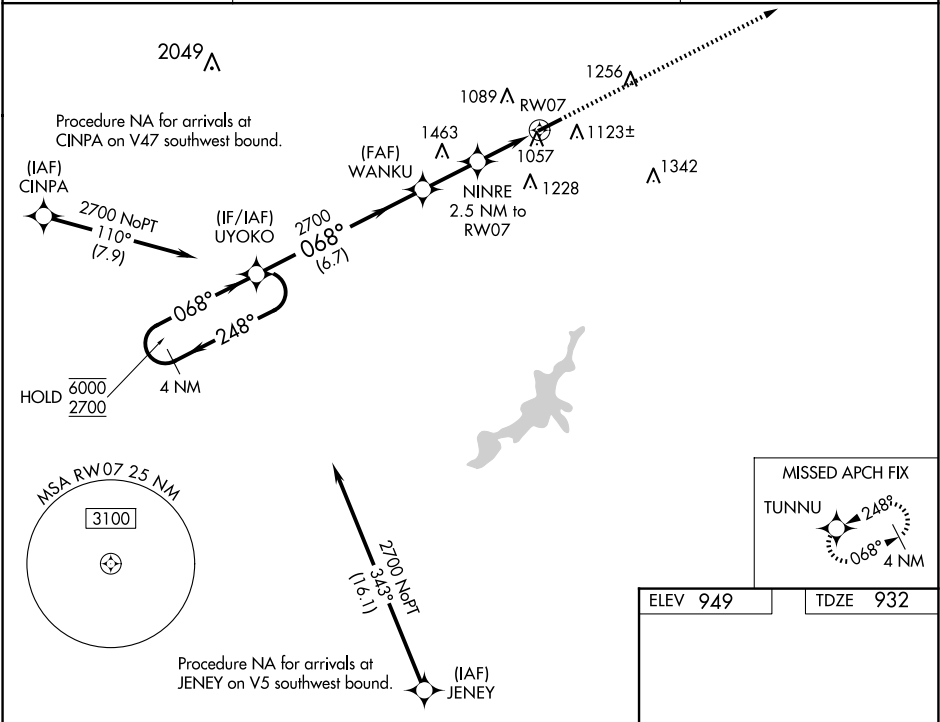 2049
1256
1089
RW07
Procedure NA for arrivals at
CINPA on V47 southwest bound.
1463
1123±
1057
(FAF)
WANKU
(IAF)
CINPA
1342
1228
NINRE
2.5 NM to
RW07
2700 NoPT
110°
(7.9)
(IF/IAF)
UYOKO
2700
068°
(6.7)
068°
248°
4 NM
HOLD 6000
2700
MSA RW07 25 NM
3100
MISSED APCH FIX
TUNNU
248°
068°
4 NM
2700 NoPT
343°
(16.1)
ELEV 949
TDZE 932
Procedure NA for arrivals at
JENEY on V5 southwest bound.
(IAF)
JENEY